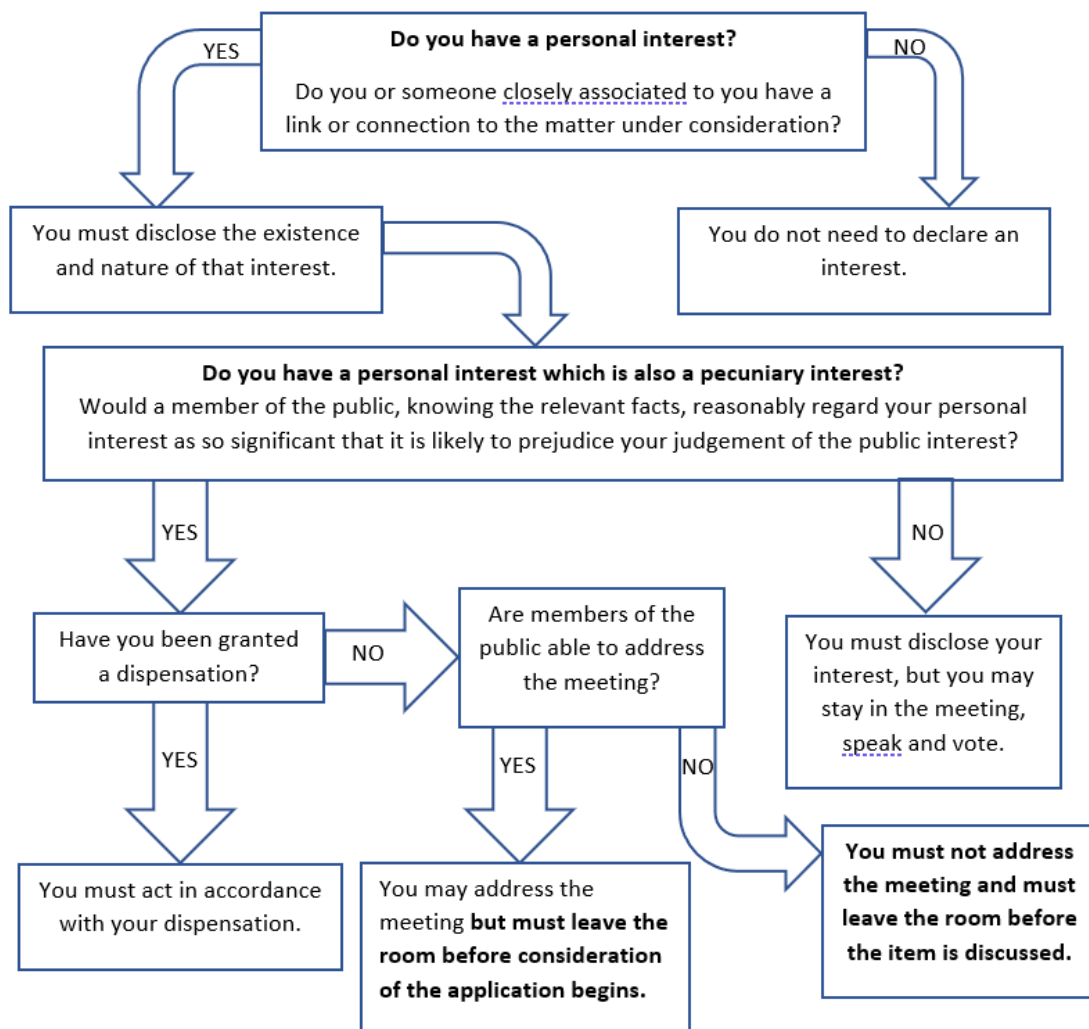 YES
Do you have a personal interest?
NO
Do you or someone closely associated to you have a
link or connection to the matter under consideration?
You must disclose the existence
and nature of that interest.
You do not need to declare an
interest.
Do you have a personal interest which is also a pecuniary interest?
Would a member of the public, knowing the relevant facts, reasonably regard your personal
interest as so significant that it is likely to prejudice your judgement of the public interest?
YES
NO
Have you been granted
a dispensation?
NO
Are members of the
public able to address
the meeting?
You must disclose your
interest, but you may
stay in the meeting,
speak and vote.
YES
YES
NO
You must act in accordance
with your dispensation.
You may address the
meeting but must leave the
room before consideration
of the application begins.
You must not address
the meeting and must
leave the room before
the item is discussed.